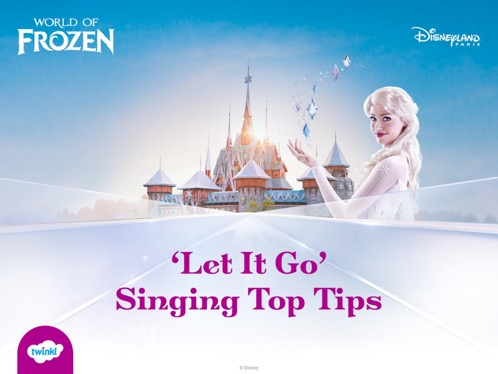 WORLD OF
FROZEN
DISNEYLAND
PARIS
‘Let It Go’
Singing Top Tips
twinkl
© Disney